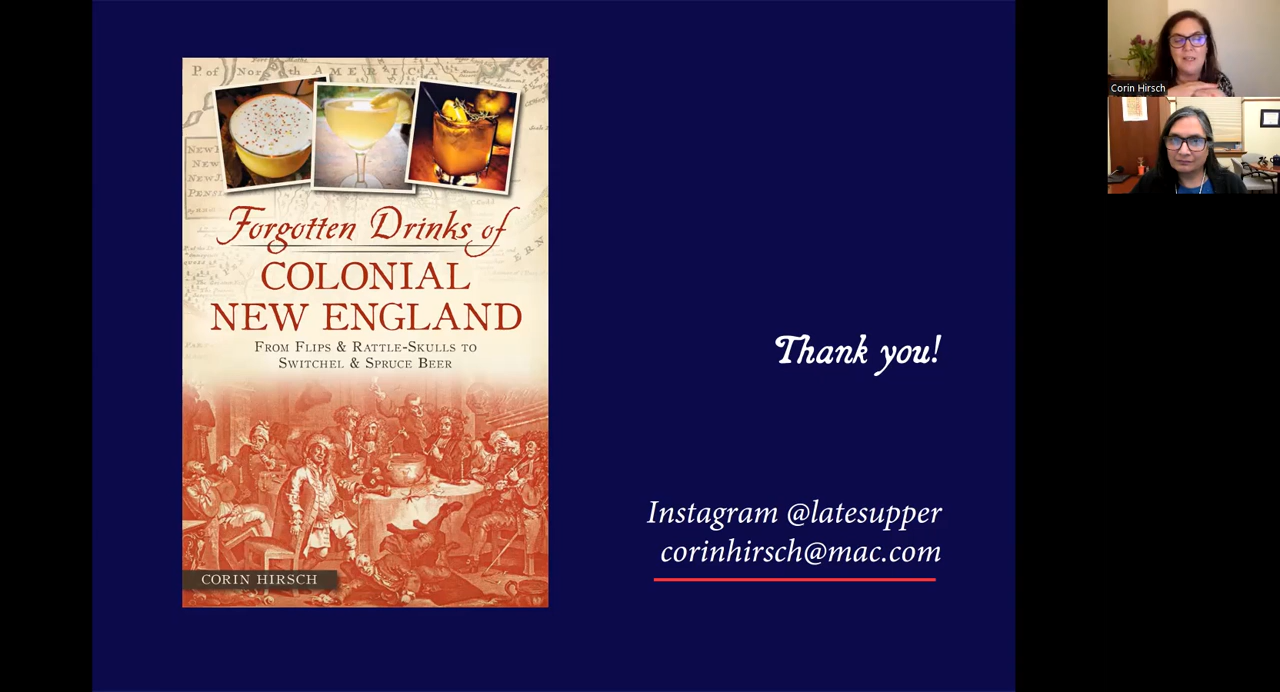 P of North AMERICA
Forgotten Drinks of
COLONIAL
NEW ENGLAND
FROM FLIPS & RATTLE-SKULLS TO
SWITCHEL & SPRUCE BEER
CORIN HIRSCH
Thank you!
Instagram @latesupper
corinhirsch@mac.com
Corin Hirsch